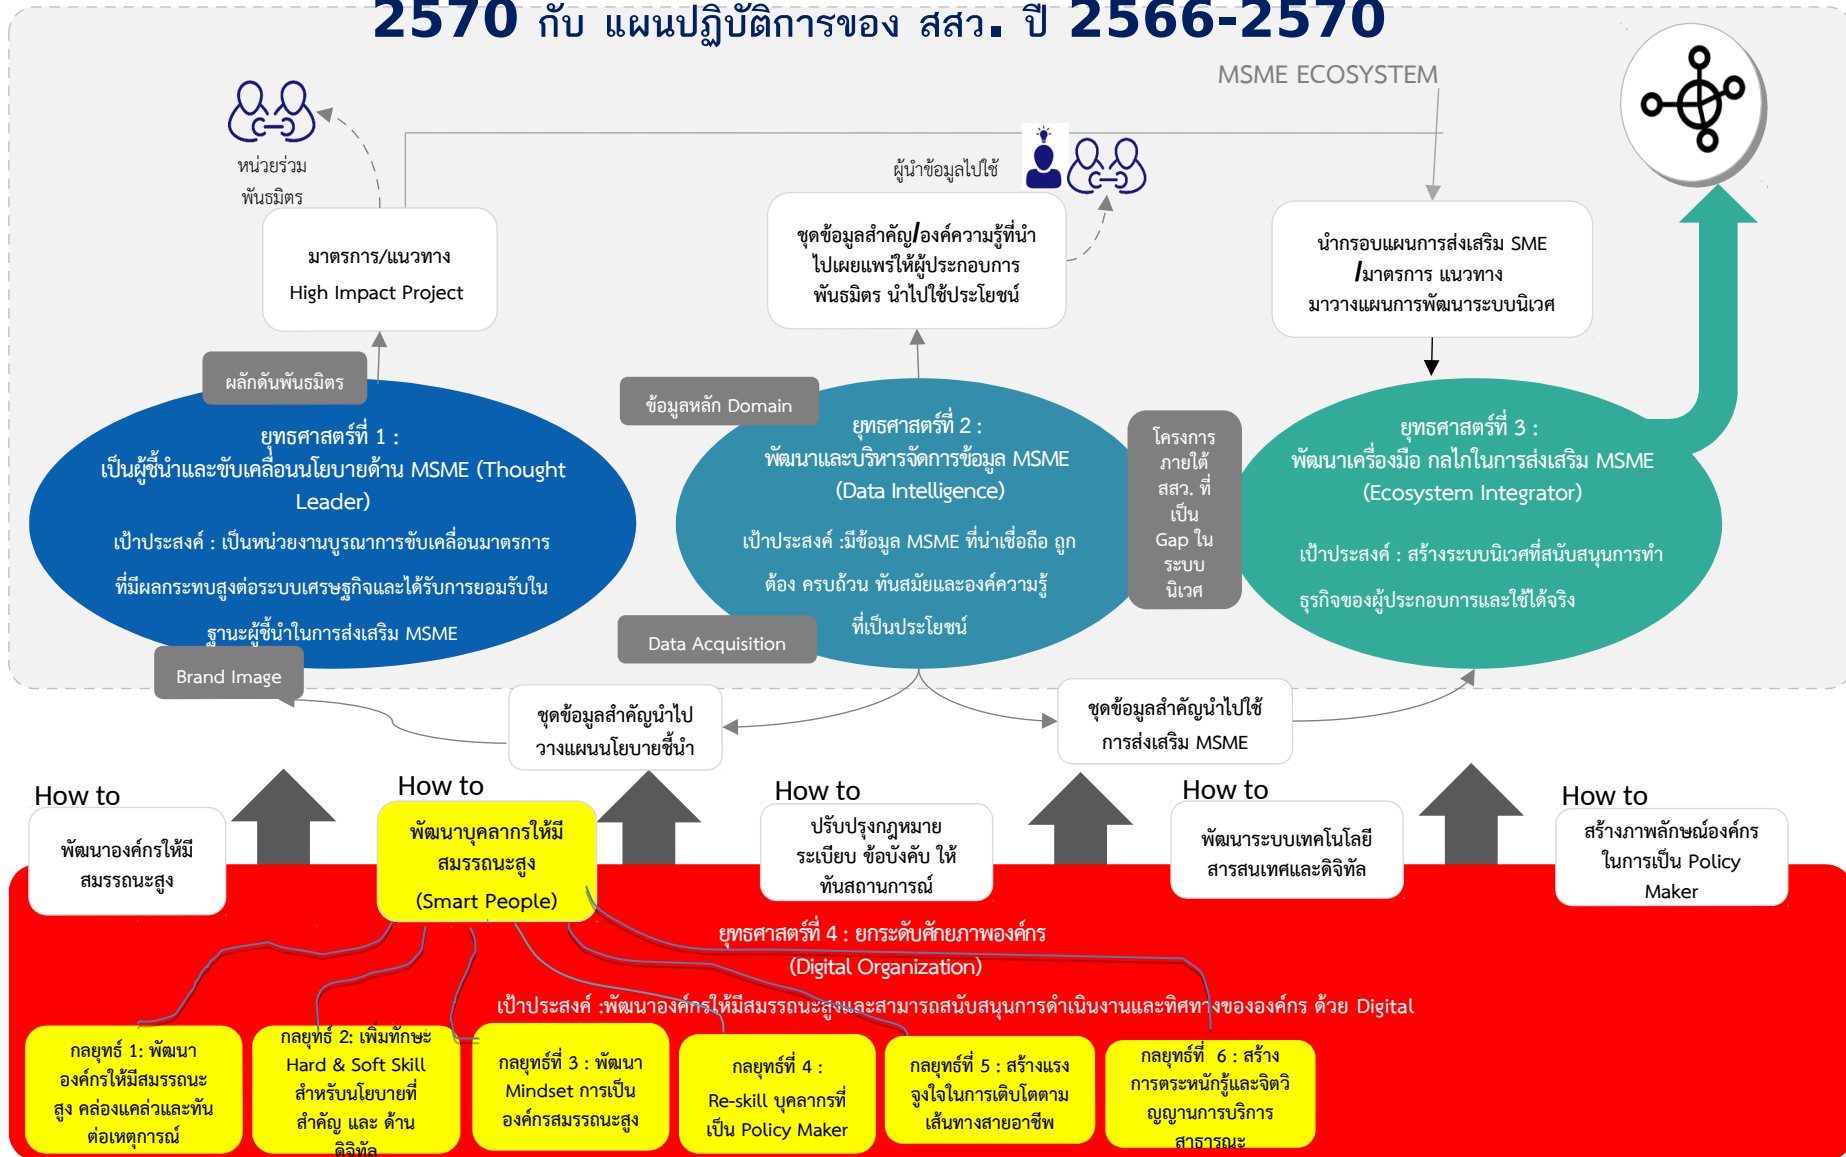 2570 กับ แผนปฏิบัติการของ สสว. ปี 2566-2570
MSME ECOSYSTEM
หน่วยร่วม
พันธมิตร
ผู้นำข้อมูลไปใช้
มาตรการ/แนวทาง
High Impact Project
ชุดข้อมูลสำคัญ/องค์ความรู้ที่นำ
ไปเผยแพร่ให้ผู้ประกอบการ
พันธมิตร นำไปใช้ประโยชน์
นำกรอบแผนการส่งเสริม SME
/มาตรการ แนวทาง
มาวางแผนการพัฒนาระบบนิเวศ
ผลักดันพันธมิตร
ยุทธศาสตร์ที่ 1 :
เป็นผู้ชี้นำและขับเคลื่อนนโยบายด้าน MSME (Thought
Leader)
เป้าประสงค์ : เป็นหน่วยงานบูรณาการขับเคลื่อนมาตรการ
ที่มีผลกระทบสูงต่อระบบเศรษฐกิจและได้รับการยอมรับใน
ฐานะผู้ชี้นำในการส่งเสริม MSME
Brand Image
ข้อมูลหลัก Domain
ยุทธศาสตร์ที่ 2 :
พัฒนาและบริหารจัดการข้อมูล MSME
(Data Intelligence)
เป้าประสงค์ :มีข้อมูล MSME ที่น่าเชื่อถือ ถูก
ต้อง ครบถ้วน ทันสมัยและองค์ความรู้
ที่เป็นประโยชน์
Data Acquisition
โครงการ
ภายใต้
สสว. ที่
เป็น
Gap ใน
ระบบ
นิเวศ
ยุทธศาสตร์ที่ 3 :
พัฒนาเครื่องมือ กลไกในการส่งเสริม MSME
(Ecosystem Integrator)
เป้าประสงค์ : สร้างระบบนิเวศที่สนับสนุนการทำ
ธุรกิจของผู้ประกอบการและใช้ได้จริง
ชุดข้อมูลสำคัญนำไป
วางแผนนโยบายชี้นำ
ชุดข้อมูลสำคัญนำไปใช้
การส่งเสริม MSME
How to
พัฒนาองค์กรให้มี
สมรรถนะสูง
How to
พัฒนาบุคลากรให้มี
สมรรถนะสูง
(Smart People)
How to
ปรับปรุงกฎหมาย
ระเบียบ ข้อบังคับ ให้
ทันสถานการณ์
How to
พัฒนาระบบเทคโนโลยี
สารสนเทศและดิจิทัล
How to
สร้างภาพลักษณ์องค์กร
ในการเป็น Policy
Maker
ยุทธศาสตร์ที่ 4 : ยกระดับศักยภาพองค์กร
(Digital Organization)
เป้าประสงค์ :พัฒนาองค์กรให้มีสมรรถนะสูงและสามารถสนับสนุนการดำเนินงานและทิศทางขององค์กร ด้วย Digital
กลยุทธ์ 1: พัฒนา
องค์กรให้มีสมรรถนะ
สูง คล่องแคล่วและทัน
ต่อเหตุการณ์
กลยุทธ์ 2: เพิ่มทักษะ
Hard & Soft Skill
สำหรับนโยบายที่
สำคัญ และ ด้าน
ดิจิทัล
กลยุทธ์ที่ 3 : พัฒนา
Mindset การเป็น
องค์กรสมรรถนะสูง
กลยุทธ์ที่ 4 :
Re-skill บุคลากรที่
เป็น Policy Maker
กลยุทธ์ที่ 5 : สร้างแรง
จูงใจในการเติบโตตาม
เส้นทางสายอาชีพ
กลยุทธ์ที่ 6 : สร้าง
การตระหนักรู้และจิตวิ
ญญานการบริการ
สาธารณะ